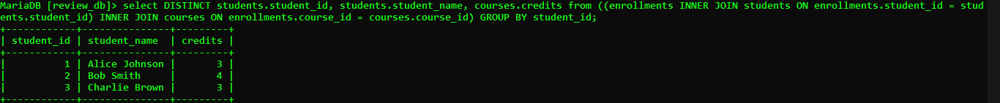 MariaDB [review_db]> select DISTINCT students.student_id, students.student_name, courses.credits from ((enrollments INNER JOIN students ON enrollments.student_id = stud
ents.student_id) INNER JOIN courses ON enrollments.course_id = courses.course_id) GROUP BY student_id;
+------------+---------------+---------+
| student_id | student_name  | credits |
+------------+---------------+---------+
|          1 | Alice Johnson |       3 |
|          2 | Bob Smith     |       4 |
|          3 | Charlie Brown |       3 |
+------------+---------------+---------+